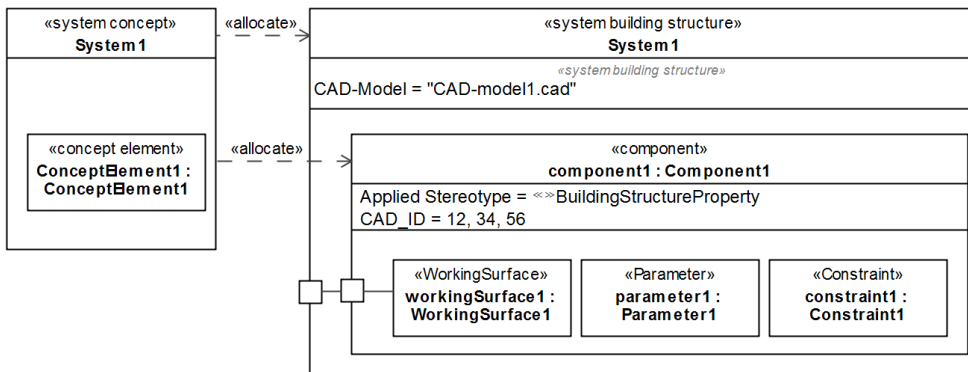 «system concept»
System1
«allocate»
«system building structure»
System1
«system building structure»
CAD-Model = "CAD-model1.cad"
«concept element»
ConceptElement1 :
ConceptElement1
«allocate»
«component»
component1 : Component1
Applied Stereotype = «»BuildingStructureProperty
CAD_ID = 12, 34, 56
«WorkingSurface»
workingSurface1 :
WorkingSurface1
«Parameter»
parameter1 :
Parameter1
«Constraint»
constraint1 :
Constraint1